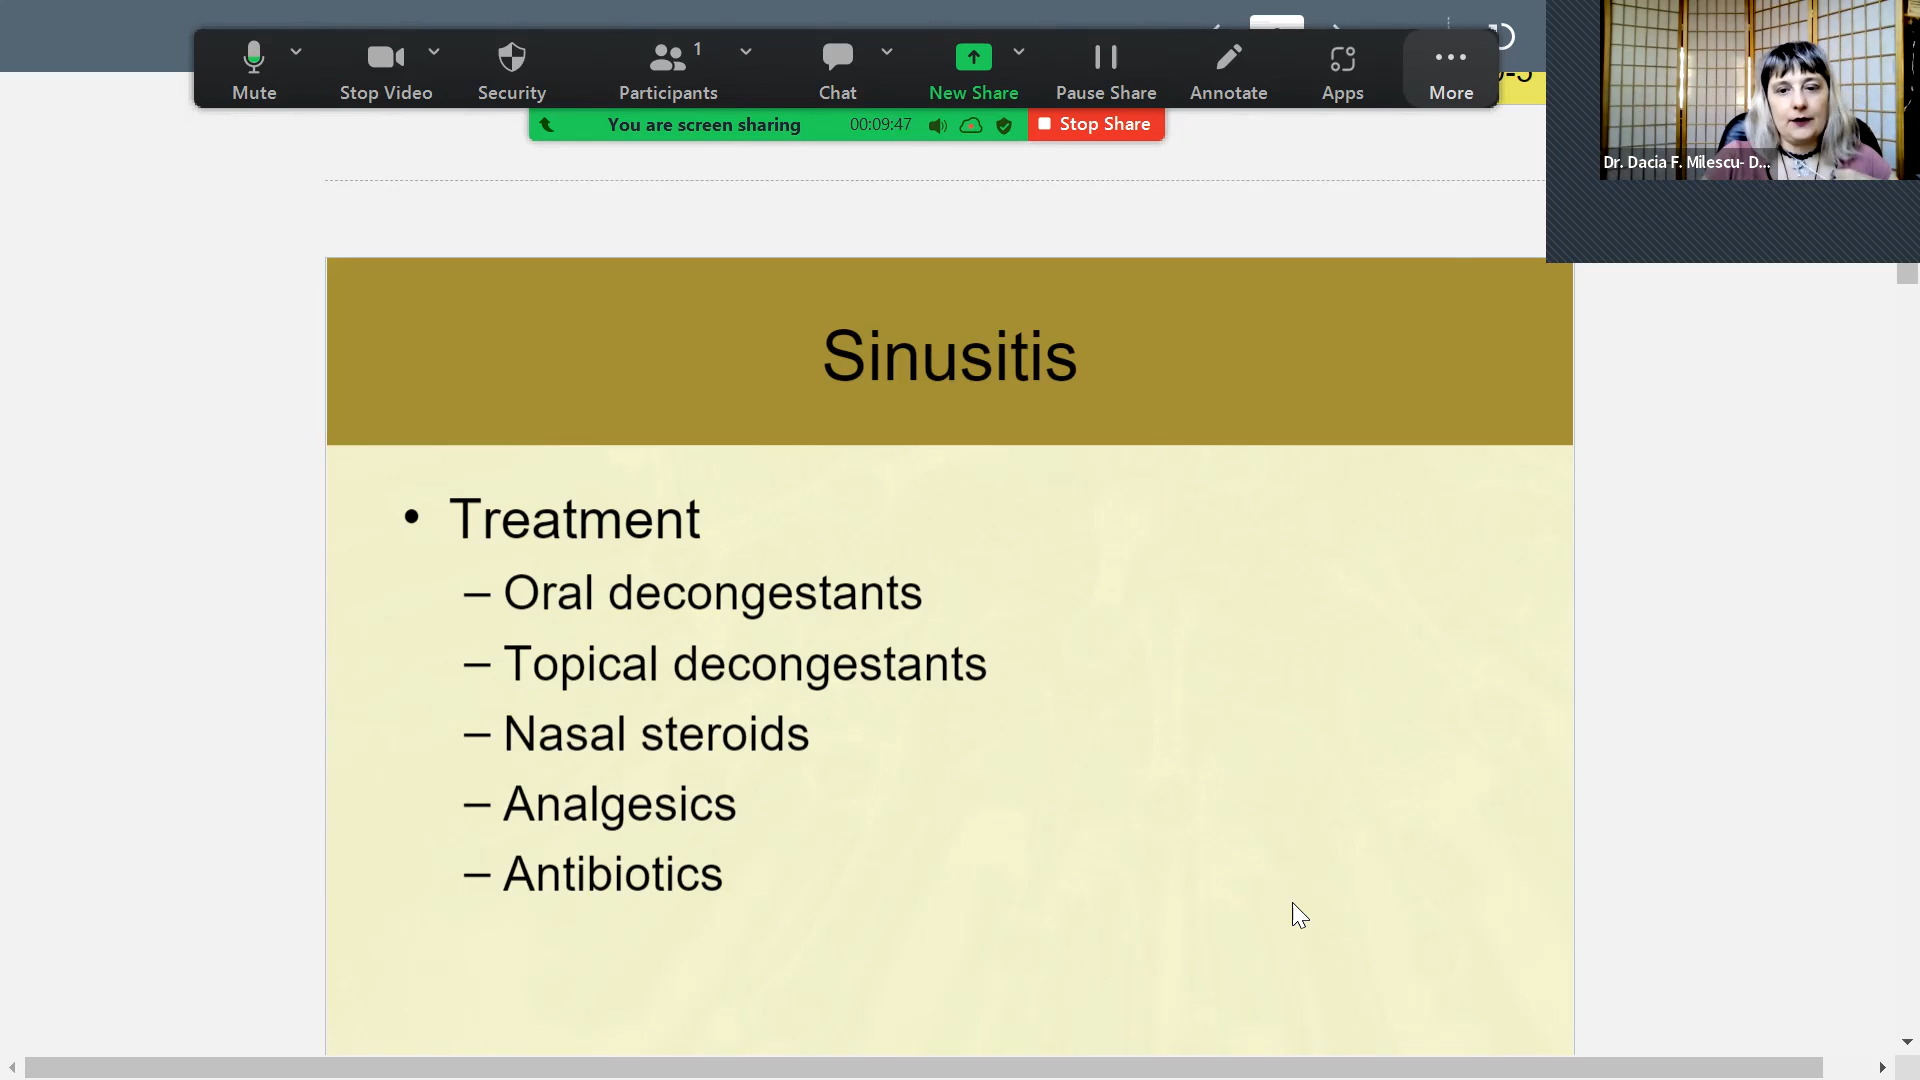 1
Mute
Stop Video
Security
Participants
Chat
New Share
Pause Share
Annotate
Apps
More
You are screen sharing
00:09:47
Stop Share
Dr. Dacia F. Milescu- D...
Sinusitis
• Treatment
– Oral decongestants
– Topical decongestants
– Nasal steroids
– Analgesics
– Antibiotics